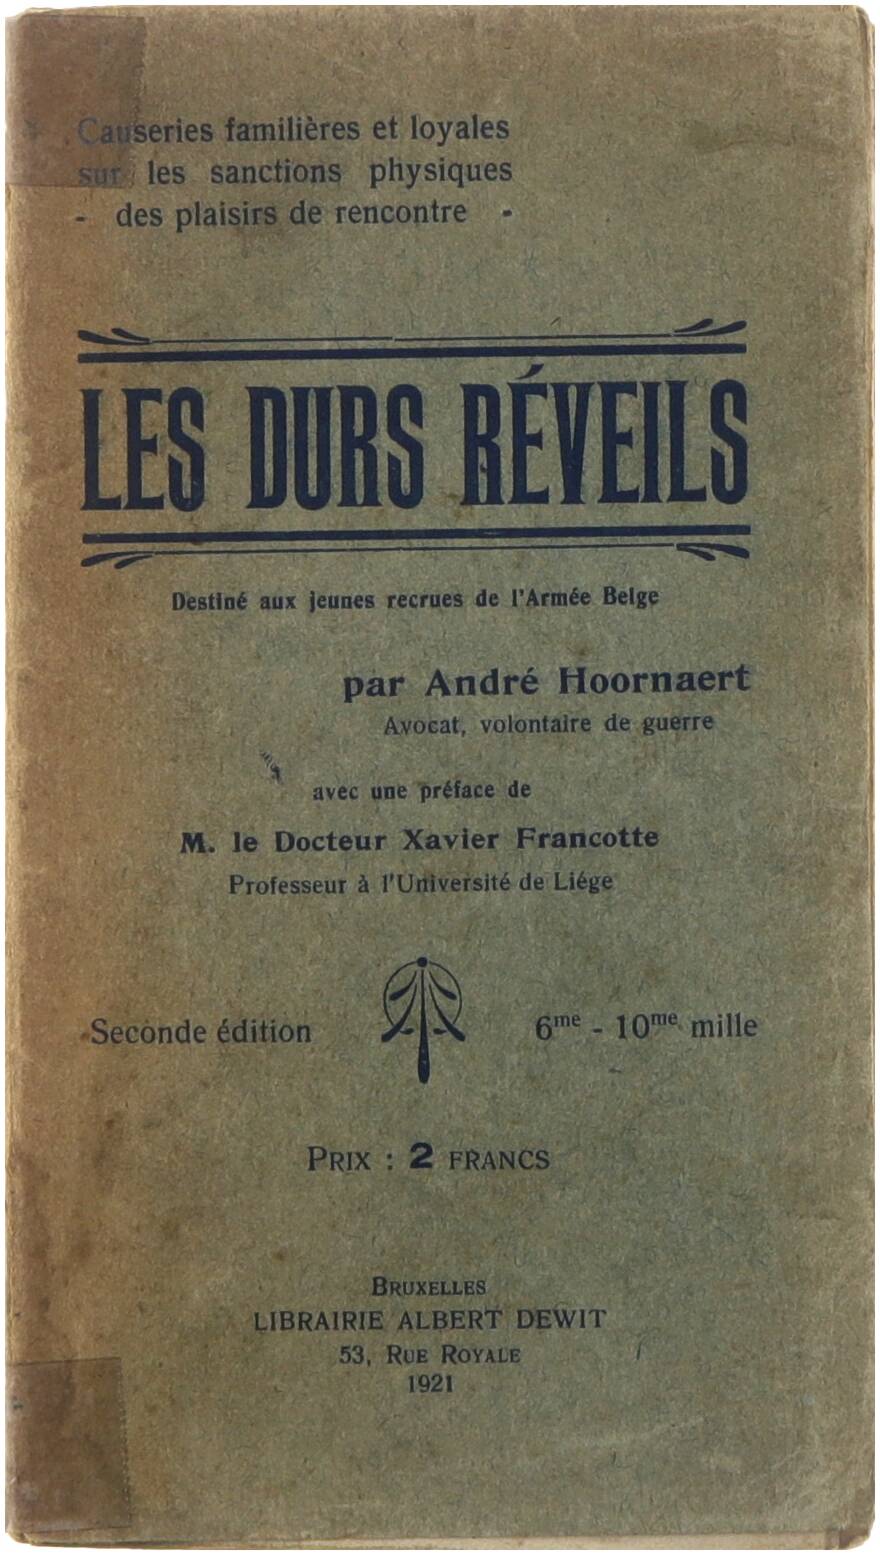 Causeries familières et loyales
sur les sanctions physiques
- des plaisirs de rencontre -
LES DURS RÉVEILS
Destiné aux jeunes recrues de l'Armée Belge
par André Hoornaert
Avocat, volontaire de guerre
avec une préface de
M. le Docteur Xavier Francotte
Professeur à l'Université de Liége
Seconde édition 6me - 10me mille
PRIX : 2 FRANCS
BRUXELLES
LIBRAIRIE ALBERT DEWIT
53, RUE ROYALE
1921